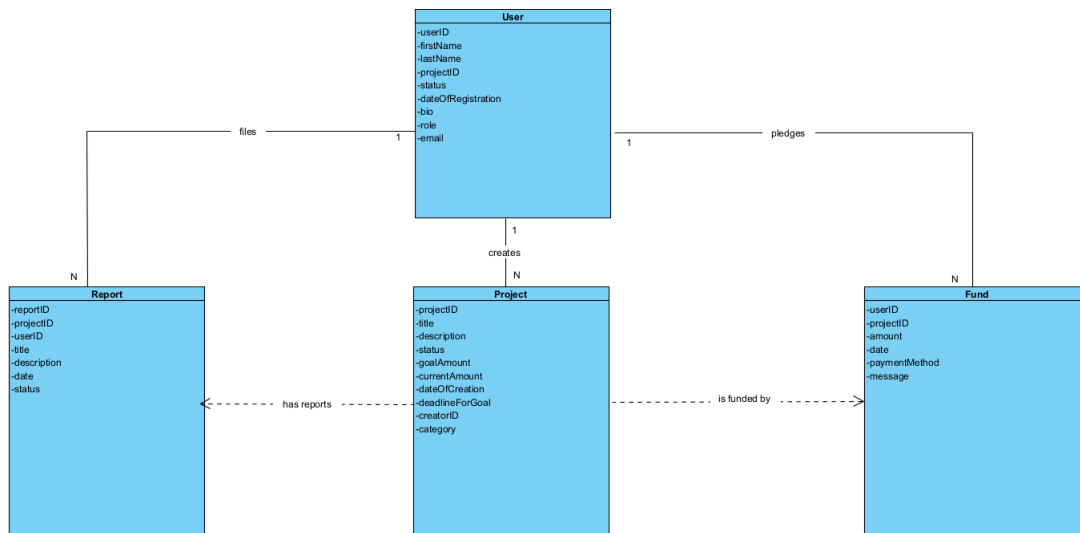 User
-userID
-firstName
-lastName
-projectID
-status
-dateOfRegistration
-bio
-role
-email
files
1
1
pledges
1
creates
N
N
N
Report
-reportID
-projectID
-userID
-title
-description
-date
-status
Project
-projectID
-title
-description
-status
-goalAmount
-currentAmount
-dateOfCreation
-deadlineForGoal
-creatorID
-category
Fund
-userID
-projectID
-amount
-date
-paymentMethod
-message
has reports
is funded by